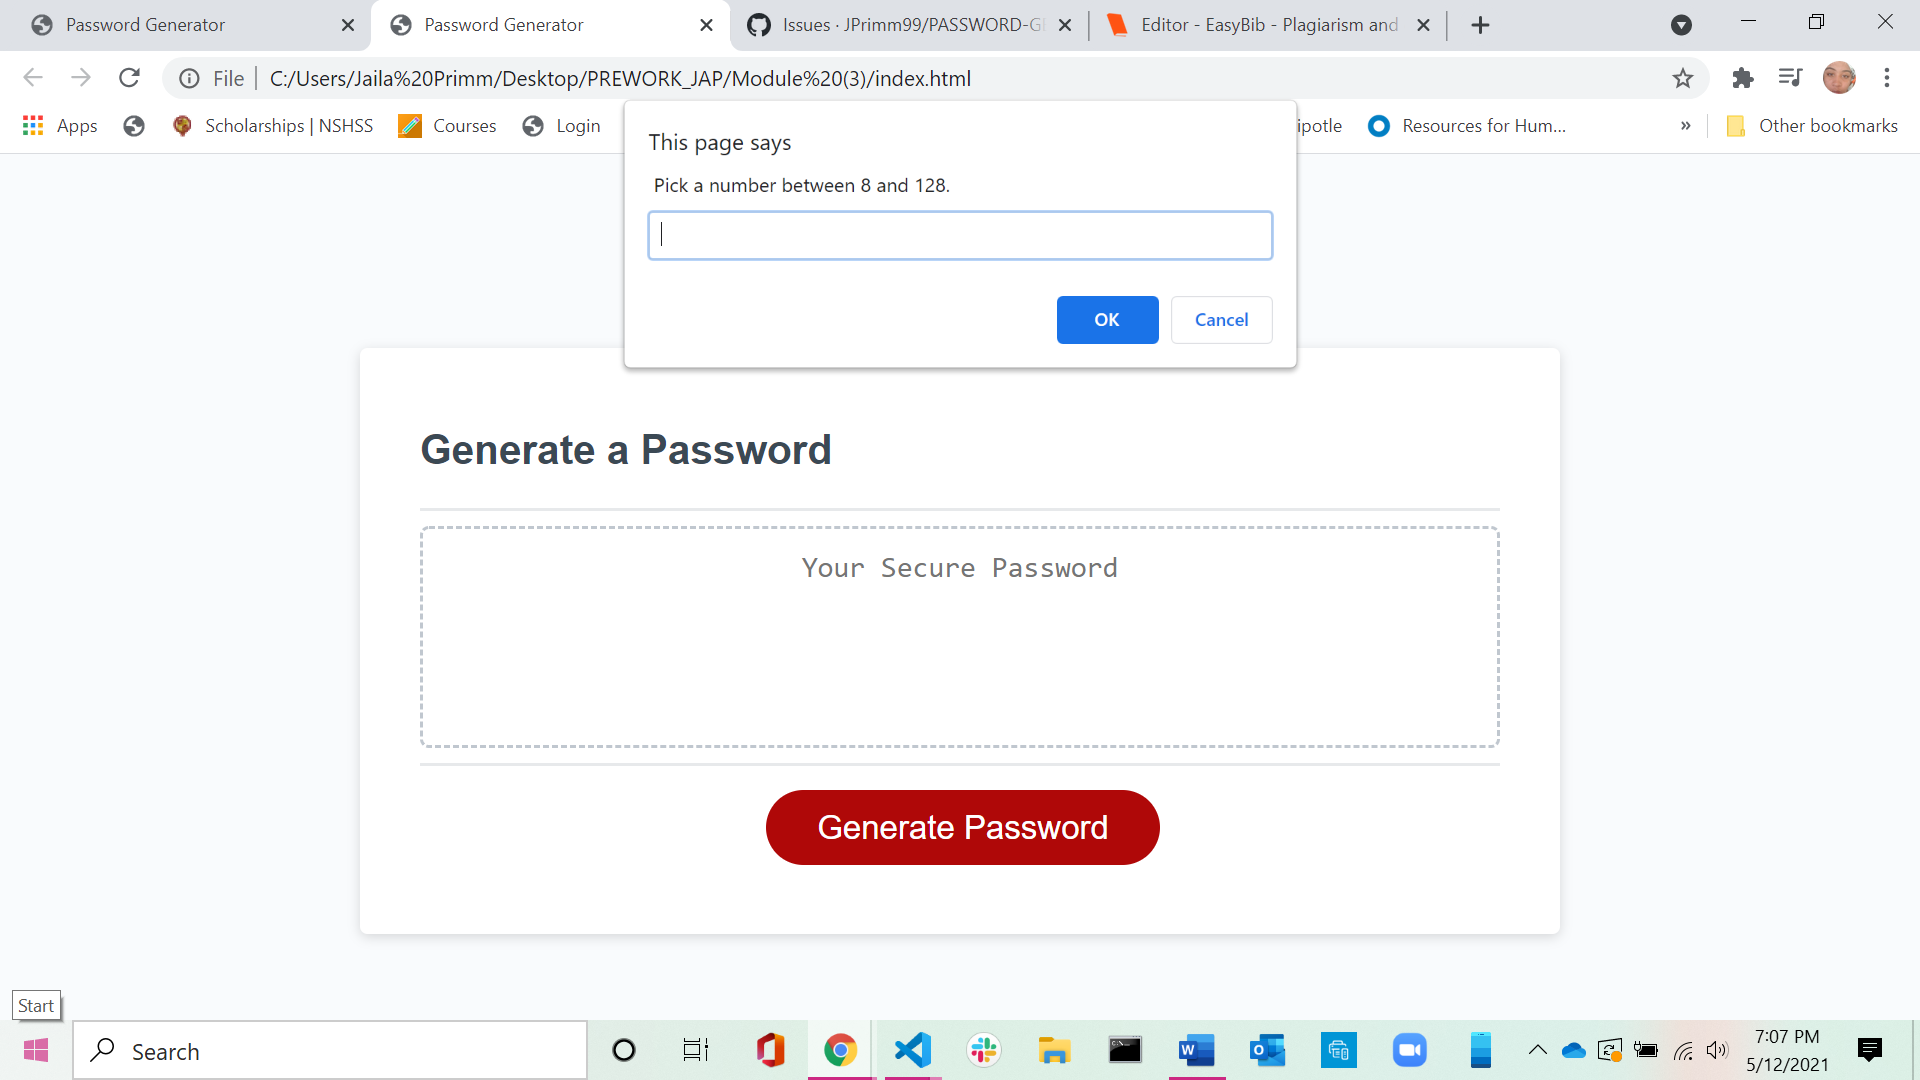 Password Generator
Password Generator
Issues · JPrimm99/PASSWORD-G
Editor - EasyBib - Plagiarism and
File
C:/Users/Jaila%20Primm/Desktop/PREWORK_JAP/Module%20(3)/index.html
Apps
Scholarships | NSHSS
Courses
Login
ipotle
Resources for Hum...
»
Other bookmarks
This page says
Pick a number between 8 and 128.
OK
Cancel
Generate a Password
Your Secure Password
Generate Password
Start
Search
7:07 PM
5/12/2021